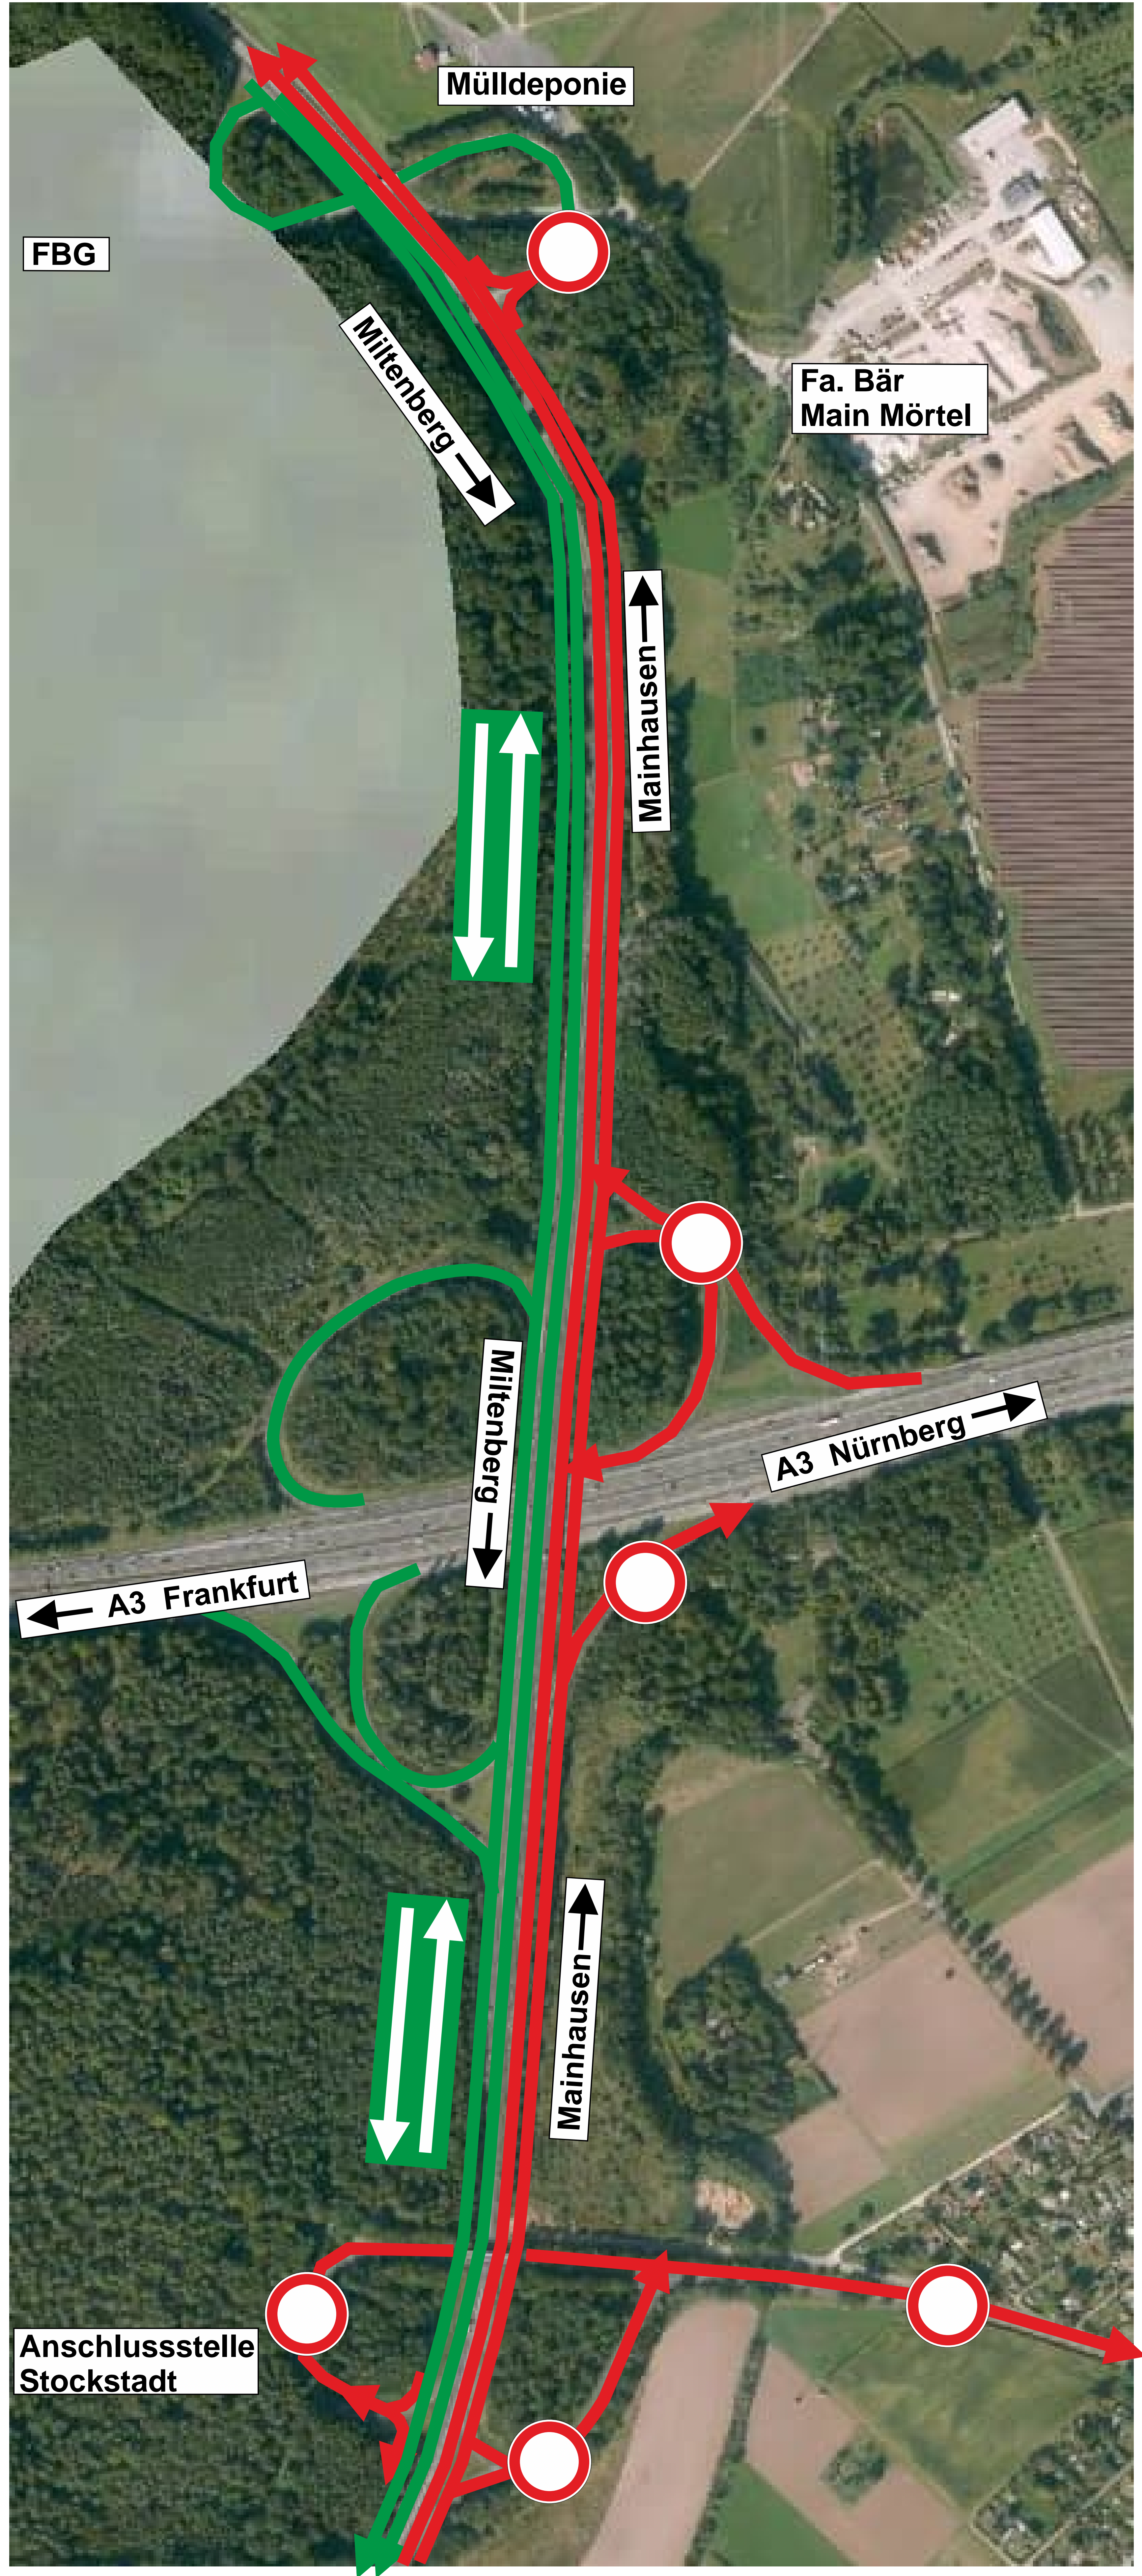 Mülldeponie
FBG
Miltenberg
Fa. Bär
Main Mörtel
Mainhausen
Miltenberg
A3 Nürnberg
A3 Frankfurt
Mainhausen
Anschlussstelle
Stockstadt